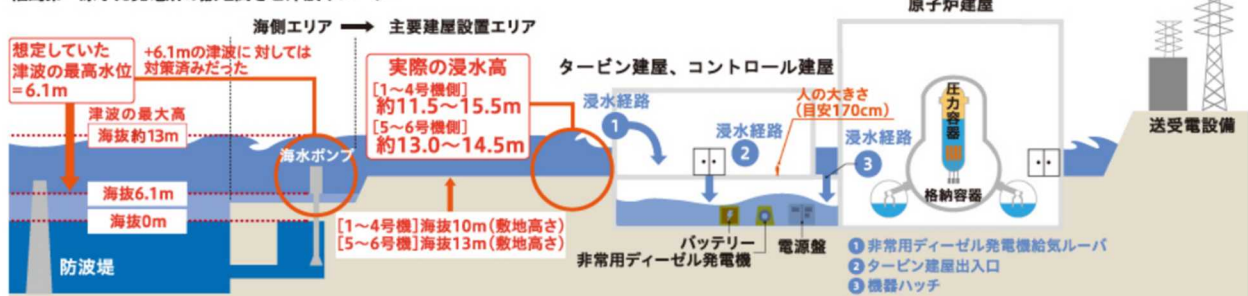 海側エリア → 主要建屋設置エリア
原子炉建屋
想定していた
津波の最高水位
=6.1m
+6.1mの津波に対しては
対策済みだった
津波の最大高
海抜約13m
海水ポンプ
海抜6.1m
海抜0m
防波堤
実際の浸水高
[1〜4号機側]
約11.5〜15.5m
[5〜6号機側]
約13.0〜14.5m
[1〜4号機]海抜10m(敷地高さ)
[5〜6号機]海抜13m(敷地高さ)
タービン建屋、コントロール建屋
浸水経路
1
人の大きさ
(目安170cm)
浸水経路
2
浸水経路
3
バッテリー
非常用ディーゼル発電機
電源盤
圧力容器
格納容器
送受電設備
1 非常用ディーゼル発電機給気ルーバ
2 タービン建屋出入口
3 機器ハッチ